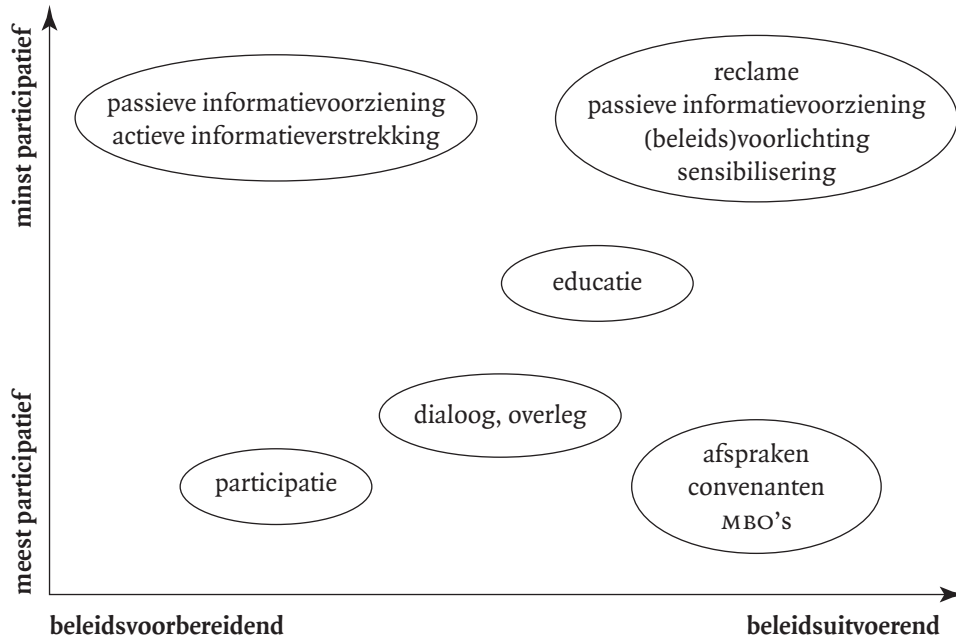 minst participatief
meest participatief
passieve informatievoorziening
actieve informatieverstrekking
reclame
passieve informatievoorziening
(beleids)voorlichting
sensibilisering
educatie
dialoog, overleg
participatie
afspraken
convenanten
MBO's
beleidsvoorbereidend
beleidsuitvoerend